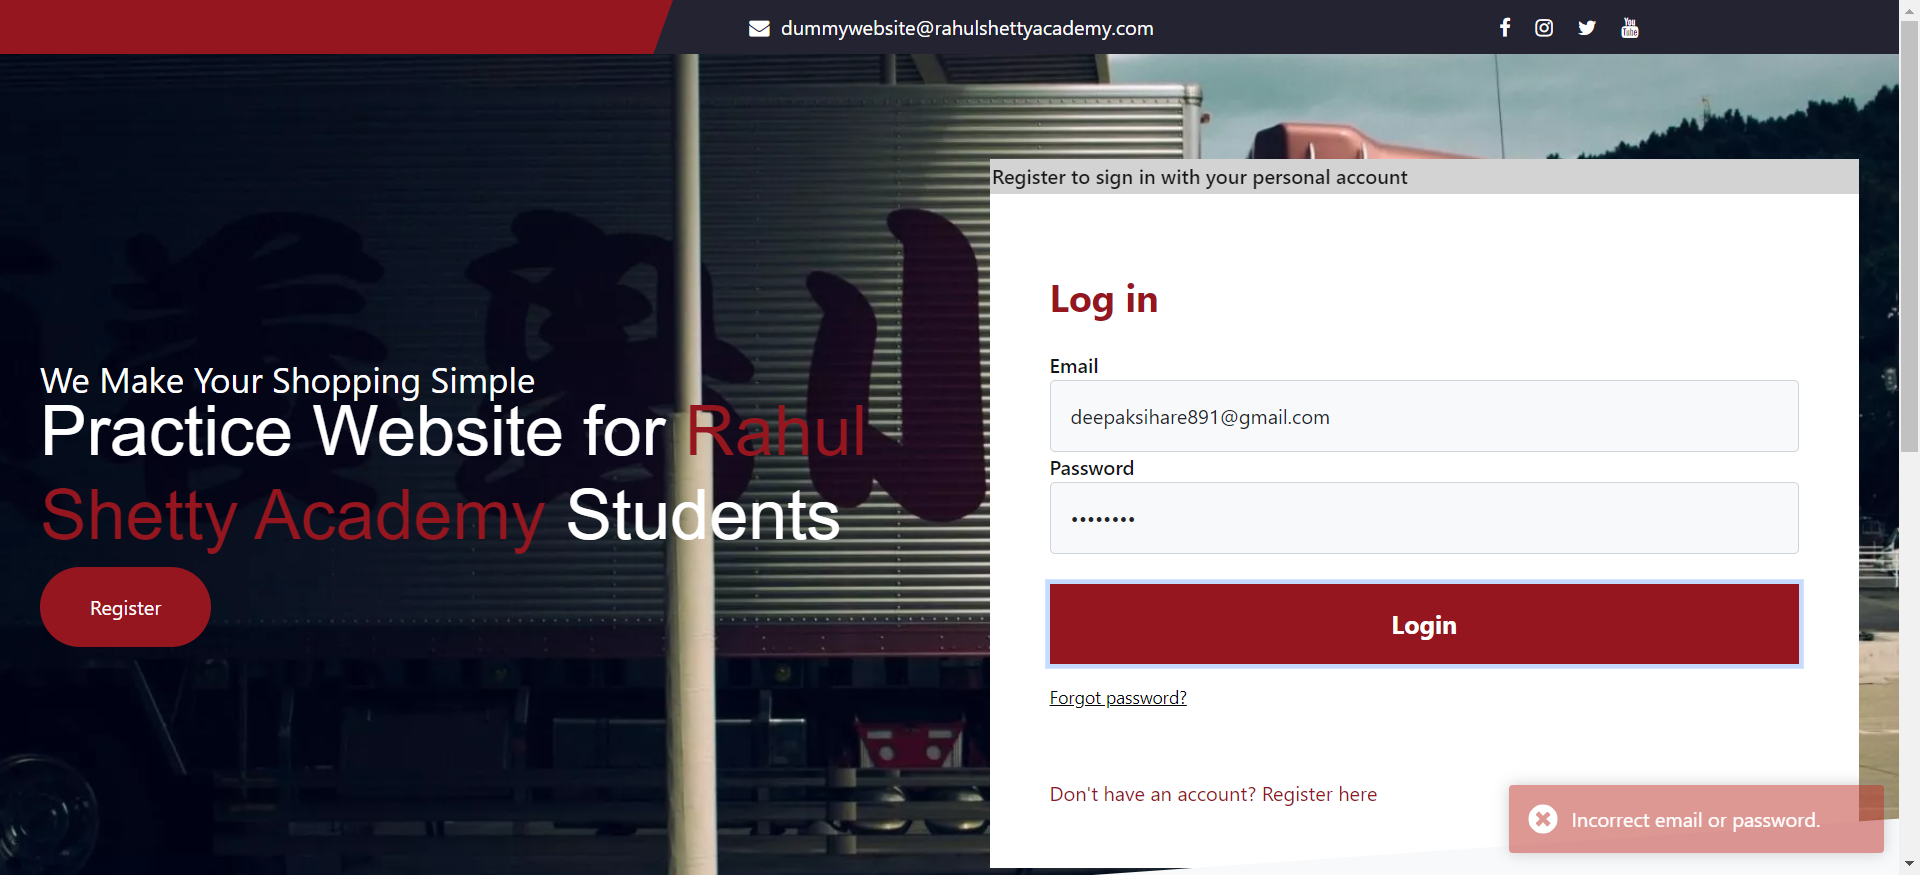 dummywebsite@rahulshettyacademy.com
We Make Your Shopping Simple
Practice Website for Rahul
Shetty Academy Students
Register
Register to sign in with your personal account
Log in
Email
deepaksihare891@gmail.com
Password
••••••••
Login
Forgot password?
Don't have an account? Register here
Incorrect email or password.